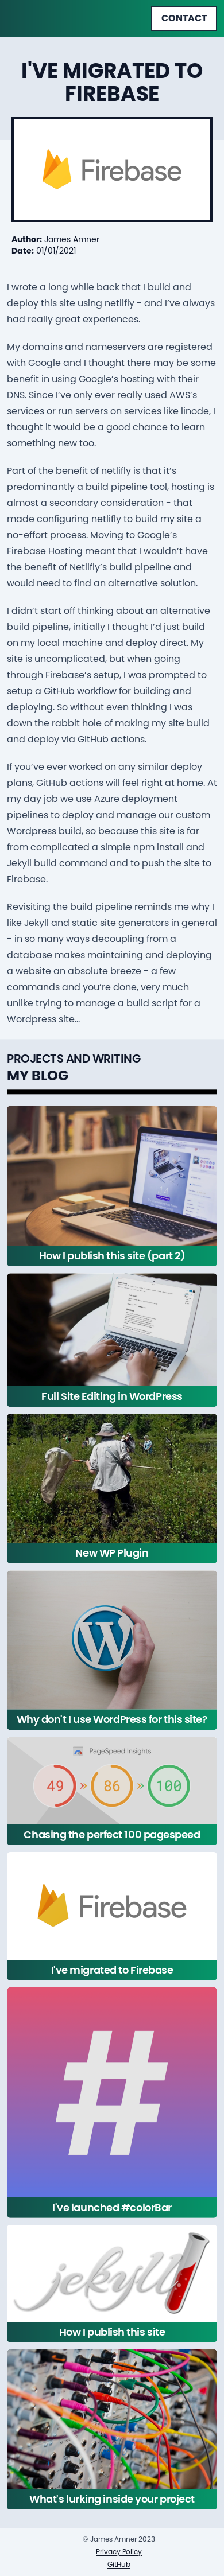 CONTACT
I'VE MIGRATED TO
FIREBASE
Firebase
Author: James Amner
Date: 01/01/2021
I wrote a long while back that I build and
deploy this site using netlifly - and I’ve always
had really great experiences.
My domains and nameservers are registered
with Google and I thought there may be some
benefit in using Google’s hosting with their
DNS. Since I’ve only ever really used AWS’s
services or run servers on services like linode, I
thought it would be a good chance to learn
something new too.
Part of the benefit of netlifly is that it’s
predominantly a build pipeline tool, hosting is
almost a secondary consideration - that
made configuring netlifly to build my site a
no-effort process. Moving to Google’s
Firebase Hosting meant that I wouldn’t have
the benefit of Netlifly’s build pipeline and
would need to find an alternative solution.
I didn’t start off thinking about an alternative
build pipeline, initially I thought I’d just build
on my local machine and deploy direct. My
site is uncomplicated, but when going
through Firebase’s setup, I was prompted to
setup a GitHub workflow for building and
deploying. So without even thinking I was
down the rabbit hole of making my site build
and deploy via GitHub actions.
If you’ve ever worked on any similar deploy
plans, GitHub actions will feel right at home. At
my day job we use Azure deployment
pipelines to deploy and manage our custom
Wordpress build, so because this site is far
from complicated a simple npm install and
Jekyll build command and to push the site to
Firebase.
Revisiting the build pipeline reminds me why I
like Jekyll and static site generators in general
- in so many ways decoupling from a
database makes maintaining and deploying
a website an absolute breeze - a few
commands and you’re done, very much
unlike trying to manage a build script for a
Wordpress site…
PROJECTS AND WRITING
MY BLOG
How I publish this site (part 2)
Full Site Editing in WordPress
New WP Plugin
Why don't I use WordPress for this site?
PageSpeed Insights
49 » 86 » 100
Chasing the perfect 100 pagespeed
Firebase
I've migrated to Firebase
#
I've launched #colorBar
jekyll
How I publish this site
What's lurking inside your project
© James Amner 2023
Privacy Policy
GitHub